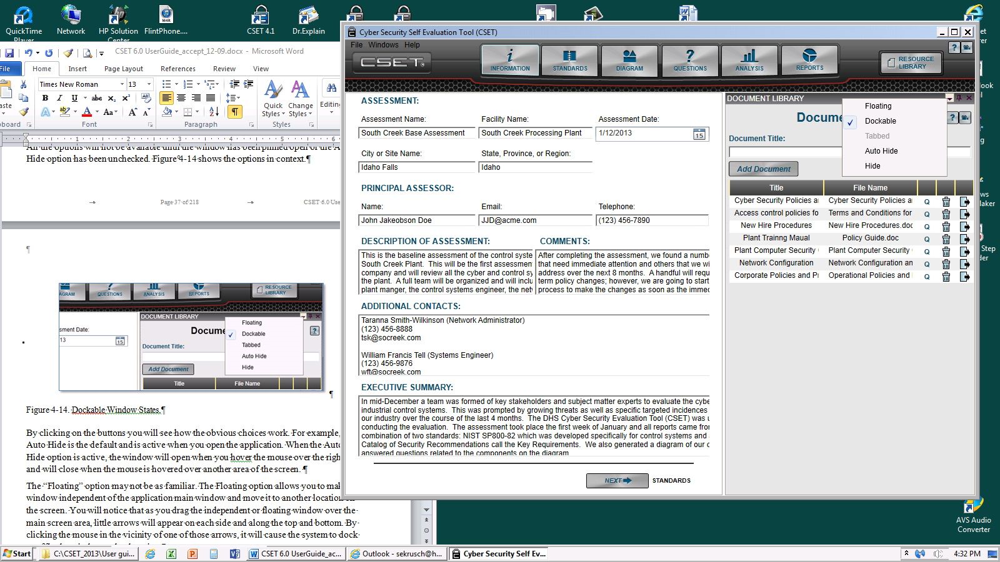 QuickTime Player
Network
HP Solution Center
FlintPhone....
CSET 4.1
Dr.Explain
CSET 6.0 UserGuide_accept_12-09.docx - Microsoft Word
File Home Insert Page Layout References Review View
Times New Roman 13
Quick Styles
Change Styles
Editing
Font Paragraph Styles
Hide option has been unchecked. Figure 4-14 shows the options in context.¶
Page 37 of 218
CSET 6.0 Use
QUESTIONS ANALYSIS REPORTS RESOURCE LIBRARY
DOCUMENT LIBRARY
Docume
Document Title:
Add Document
Title File Name
Floating
Dockable
Tabbed
Auto Hide
Hide
Figure 4-14. Dockable Window States.¶
By clicking on the buttons you will see how the obvious choices work. For example,
Auto Hide is the default and is active when you open the application. When the Auto
Hide option is active, the window will open when you hover the mouse over the righ
and will close when the mouse is hovered over another area of the screen. ¶
The “Floating” option may not be as familiar. The Floating option allows you to mak
window independent of the application main window and move it to another location
the screen. You will notice that as you drag the independent or floating window over the
main screen area, little arrows will appear on each side and along the top and bottom. By
clicking the mouse in the vicinity of one of those arrows, it will cause the system to dock
Cyber Security Self Evaluation Tool (CSET)
File Windows Help
CSET
INFORMATION STANDARDS DIAGRAM QUESTIONS ANALYSIS REPORTS
RESOURCE LIBRARY
ASSESSMENT:
Assessment Name: Facility Name: Assessment Date:
South Creek Base Assessment South Creek Processing Plant 1/12/2013 15
City or Site Name: State, Province, or Region:
Idaho Falls Idaho
PRINCIPAL ASSESSOR:
Name: Email: Telephone:
John Jakeobson Doe JJD@acme.com (123) 456-7890
DESCRIPTION OF ASSESSMENT:
This is the baseline assessment of the control syste
South Creek Plant. This will be the first assessmen
company and will review all the cyber and control sy
the plant. A full team will be organized and will inclu
plant manger, the control systems engineer, the net
COMMENTS:
After completing the assessment, we found a numbe
that need immediate attention and others that we wi
address over the next 8 months. A handful will requ
term policy changes; however, we are going to start
process to make the changes as soon as the immed
ADDITIONAL CONTACTS:
Taranna Smith-Wilkinson (Network Administrator)
(123) 456-8888
tsk@socreek.com
William Francis Tell (Systems Engineer)
(123) 456-9876
wft@socreek.com
EXECUTIVE SUMMARY:
In mid-December a team was formed of key stakeholders and subject matter experts to evaluate the cybe
industrial control systems. This was prompted by growing threats as well as specific targeted incidences
our industry over the course of the last 4 months. The DHS Cyber Security Evaluation Tool (CSET) was u
conducting the evaluation. The assessment took place the first week of January and all reports came from
combination of two standards: NIST SP800-82 which was developed specifically for control systems and
Catalog of Security Recommendations call the Key Requirements. We also generated a diagram of our c
answered questions related to the components on the diagram
NEXT STANDARDS
DOCUMENT LIBRARY
Docume
Document Title:
Add Document
Floating
Dockable
Tabbed
Auto Hide
Hide
Title File Name
Cyber Security Policies a Cyber Security Policies a
Access control policies fo Terms and Conditions for
New Hire Procedures New Hire Procedures.doc
Plant Trainng Maual Policy Guide.doc
Plant Computer Security Plant Computer Security
Network Configuration Network Configuration an
Corporate Policies and Pr Operational Policies and
AVS Audio Converter
Start C:\CSET_2013\User gui... CSET 6.0 UserGuide_ac... Outlook - sekrusch@h... Cyber Security Self Ev... 4:32 PM